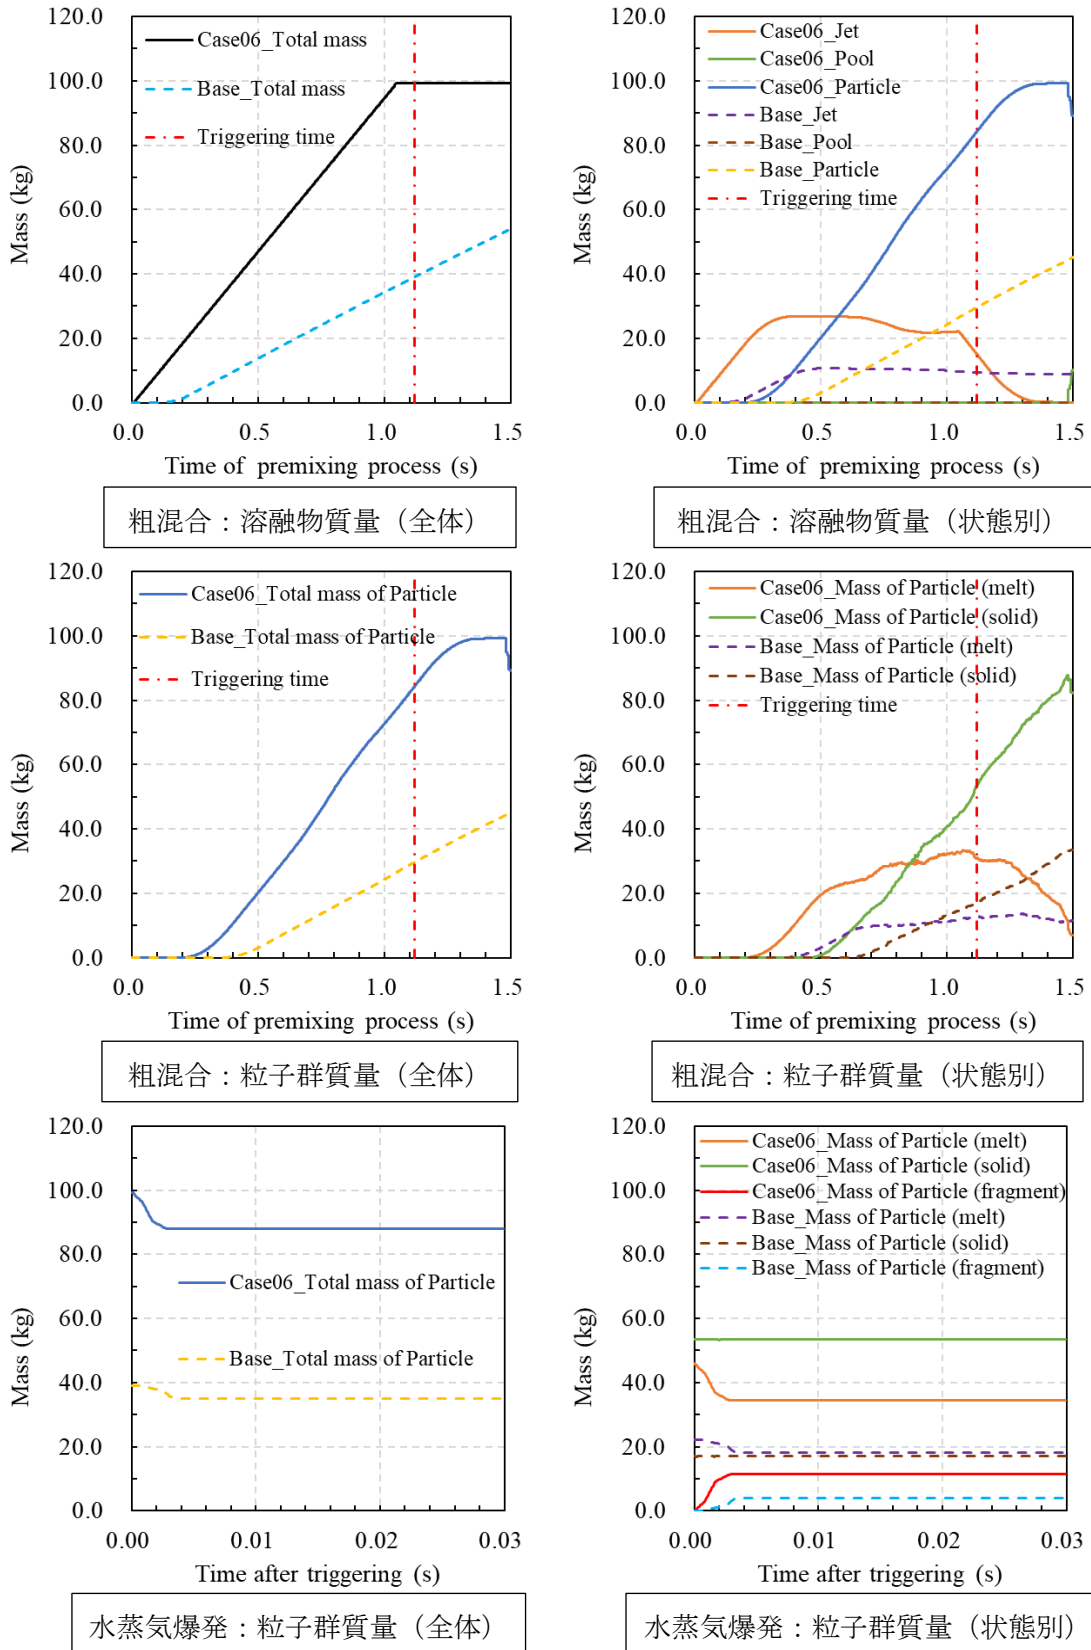 120.0
100.0
80.0
60.0
40.0
20.0
0.0
Mass (kg)
Case06_Total mass
Base_Total mass
Triggering time
0.0 0.5 1.0 1.5
Time of premixing process (s)
粗混合：溶融物質量（全体）
120.0
100.0
80.0
60.0
40.0
20.0
0.0
Mass (kg)
Case06_Jet
Case06_Pool
Case06_Particle
Base_Jet
Base_Pool
Base_Particle
Triggering time
0.0 0.5 1.0 1.5
Time of premixing process (s)
粗混合：溶融物質量（状態別）
120.0
100.0
80.0
60.0
40.0
20.0
0.0
Mass (kg)
Case06_Total mass of Particle
Base_Total mass of Particle
Triggering time
0.0 0.5 1.0 1.5
Time of premixing process (s)
粗混合：粒子群質量（全体）
120.0
100.0
80.0
60.0
40.0
20.0
0.0
Mass (kg)
Case06_Mass of Particle (melt)
Case06_Mass of Particle (solid)
Base_Mass of Particle (melt)
Base_Mass of Particle (solid)
Triggering time
0.0 0.5 1.0 1.5
Time of premixing process (s)
粗混合：粒子群質量（状態別）
120.0
100.0
80.0
60.0
40.0
20.0
0.0
Mass (kg)
Case06_Total mass of Particle
Base_Total mass of Particle
0.00 0.01 0.02 0.03
Time after triggering (s)
水蒸気爆発：粒子群質量（全体）
120.0
100.0
80.0
60.0
40.0
20.0
0.0
Mass (kg)
Case06_Mass of Particle (melt)
Case06_Mass of Particle (solid)
Case06_Mass of Particle (fragment)
Base_Mass of Particle (melt)
Base_Mass of Particle (solid)
Base_Mass of Particle (fragment)
0.00 0.01 0.02 0.03
Time after triggering (s)
水蒸気爆発：粒子群質量（状態別）